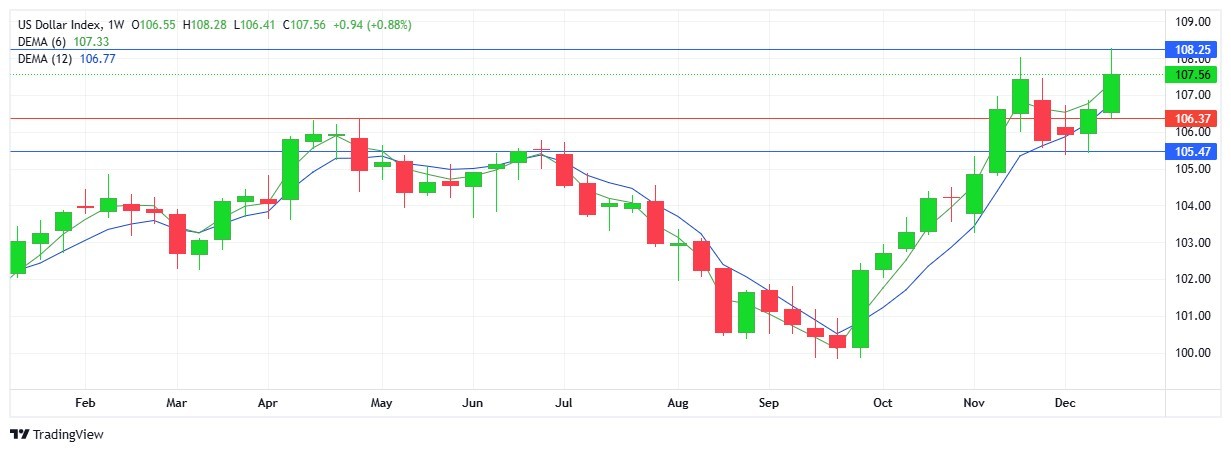 US Dollar Index, 1W O106.55 H108.28 L106.41 C107.56 +0.94 (+0.88%)
DEMA (6) 107.33
DEMA (12) 106.77
109.00
108.25
108.00
107.56
107.00
106.37
106.00
105.47
105.00
104.00
103.00
102.00
101.00
100.00
Feb Mar Apr May Jun Jul Aug Sep Oct Nov Dec
TradingView